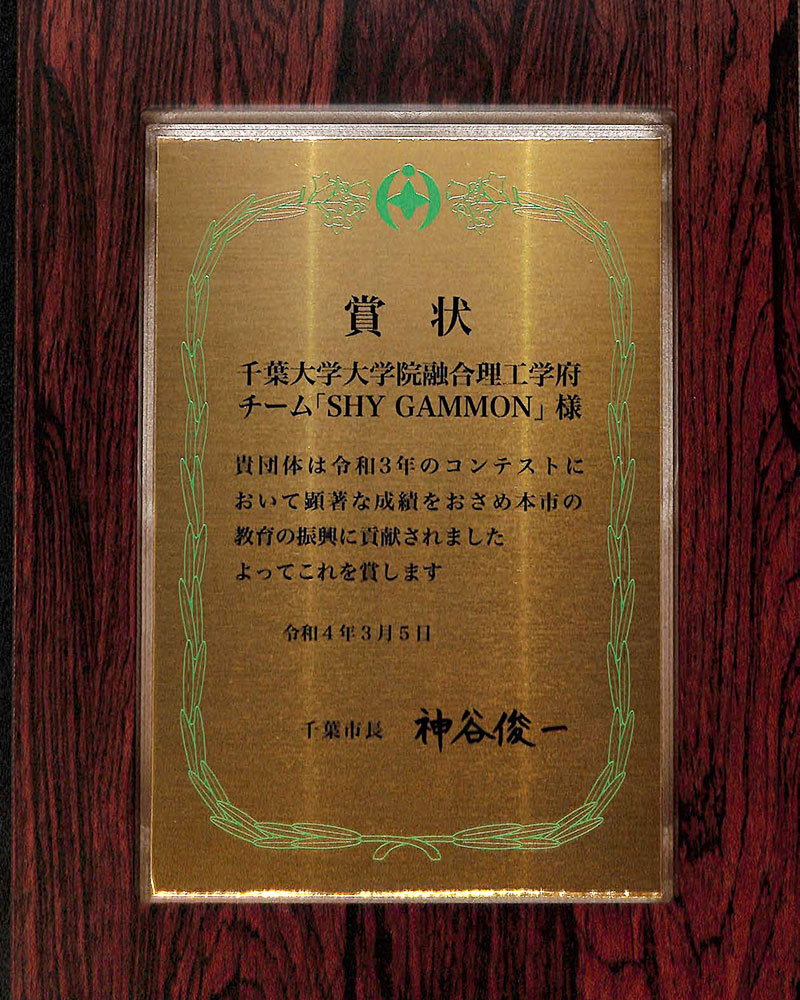 賞状
千葉大学大学院融合理工学府
チーム「SHY GAMMON」様
貴団体は令和3年のコンテストに
おいて顕著な成績をおさめ本市の
教育の振興に貢献されました
よってこれを賞します
令和4年3月5日
千葉市長 神谷俊一